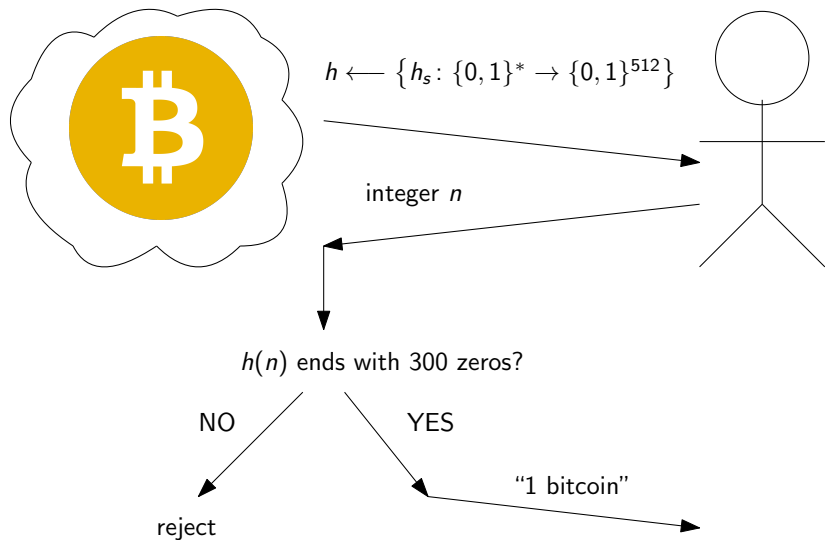 h ⟵ {h_s : {0, 1}* → {0, 1}^512}
integer n
h(n) ends with 300 zeros?
NO YES
“1 bitcoin”
reject